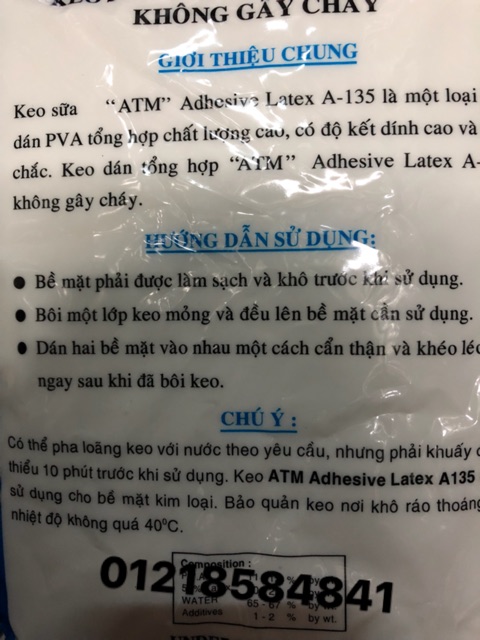 KHÔNG GÂY CHÁY
GIỚI THIỆU CHUNG
Keo sữa "ATM" Adhesive Latex A-135 là một loại
dán PVA tổng hợp chất lượng cao, có độ kết dính cao và
chắc. Keo dán tổng hợp "ATM" Adhesive Latex A-
không gây cháy.
HƯỚNG DẪN SỬ DỤNG:
● Bề mặt phải được làm sạch và khô trước khi sử dụng.
● Bôi một lớp keo mỏng và đều lên bề mặt cần sử dụng.
● Dán hai bề mặt vào nhau một cách cẩn thận và khéo léo
ngay sau khi đã bôi keo.
CHÚ Ý :
Có thể pha loãng keo với nước theo yêu cầu, nhưng phải khuấy
thiểu 10 phút trước khi sử dụng. Keo ATM Adhesive Latex A135
sử dụng cho bề mặt kim loại. Bảo quản keo nơi khô ráo thoáng
nhiệt độ không quá 40°C.
Composition :
01218584841
WATER 65 - 67 % by wt.
Additives 1 - 2 % by wt.